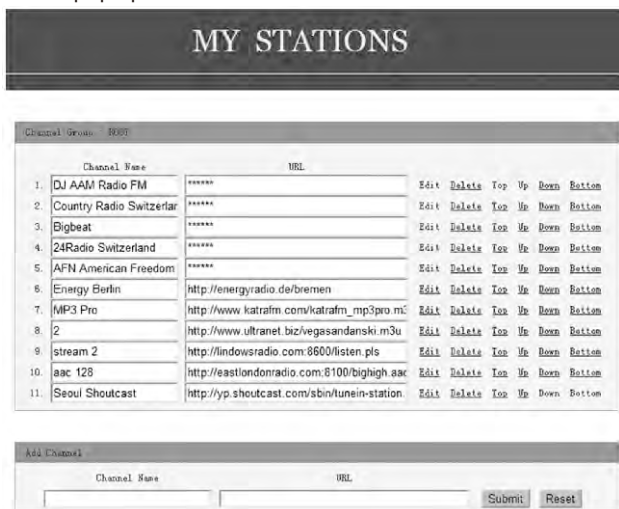 MY STATIONS
Channel Group ROOT
Channel Name URL
1. DJ AAM Radio FM ****** Edit Delete Top Up Down Bottom
2. Country Radio Switzerlar ****** Edit Delete Top Up Down Bottom
3. Bigbeat ****** Edit Delete Top Up Down Bottom
4. 24Radio Switzerland ****** Edit Delete Top Up Down Bottom
5. AFN American Freedom ****** Edit Delete Top Up Down Bottom
6. Energy Berlin http://energyradio.de/bremen Edit Delete Top Up Down Bottom
7. MP3 Pro http://www.katrafm.com/katrafm_mp3pro.m3 Edit Delete Top Up Down Bottom
8. 2 http://www.ultranet.biz/vegasandanski.m3u Edit Delete Top Up Down Bottom
9. stream 2 http://lindowsradio.com:8600/listen.pls Edit Delete Top Up Down Bottom
10. aac 128 http://eastlondonradio.com:8100/bighigh.aac Edit Delete Top Up Down Bottom
11. Seoul Shoutcast http://yp.shoutcast.com/sbin/tunein-station. Edit Delete Top Up Down Bottom
Add Channel
Channel Name URL
Submit Reset